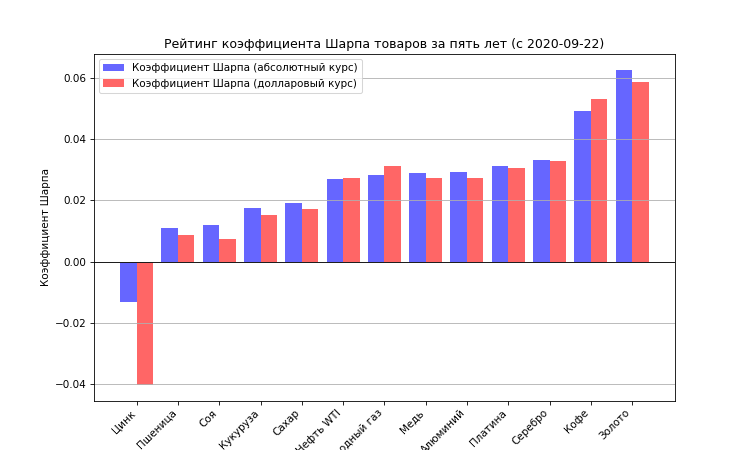 Рейтинг коэффициента Шарпа товаров за пять лет (с 2020-09-22)
Коэффициент Шарпа (абсолютный курс)
Коэффициент Шарпа (долларовый курс)
Коэффициент Шарпа
0.06
0.04
0.02
0.00
−0.02
−0.04
Цинк
Пшеница
Соя
Кукуруза
Сахар
Нефть WTI
одный газ
Медь
Алюминий
Платина
Серебро
Кофе
Золото